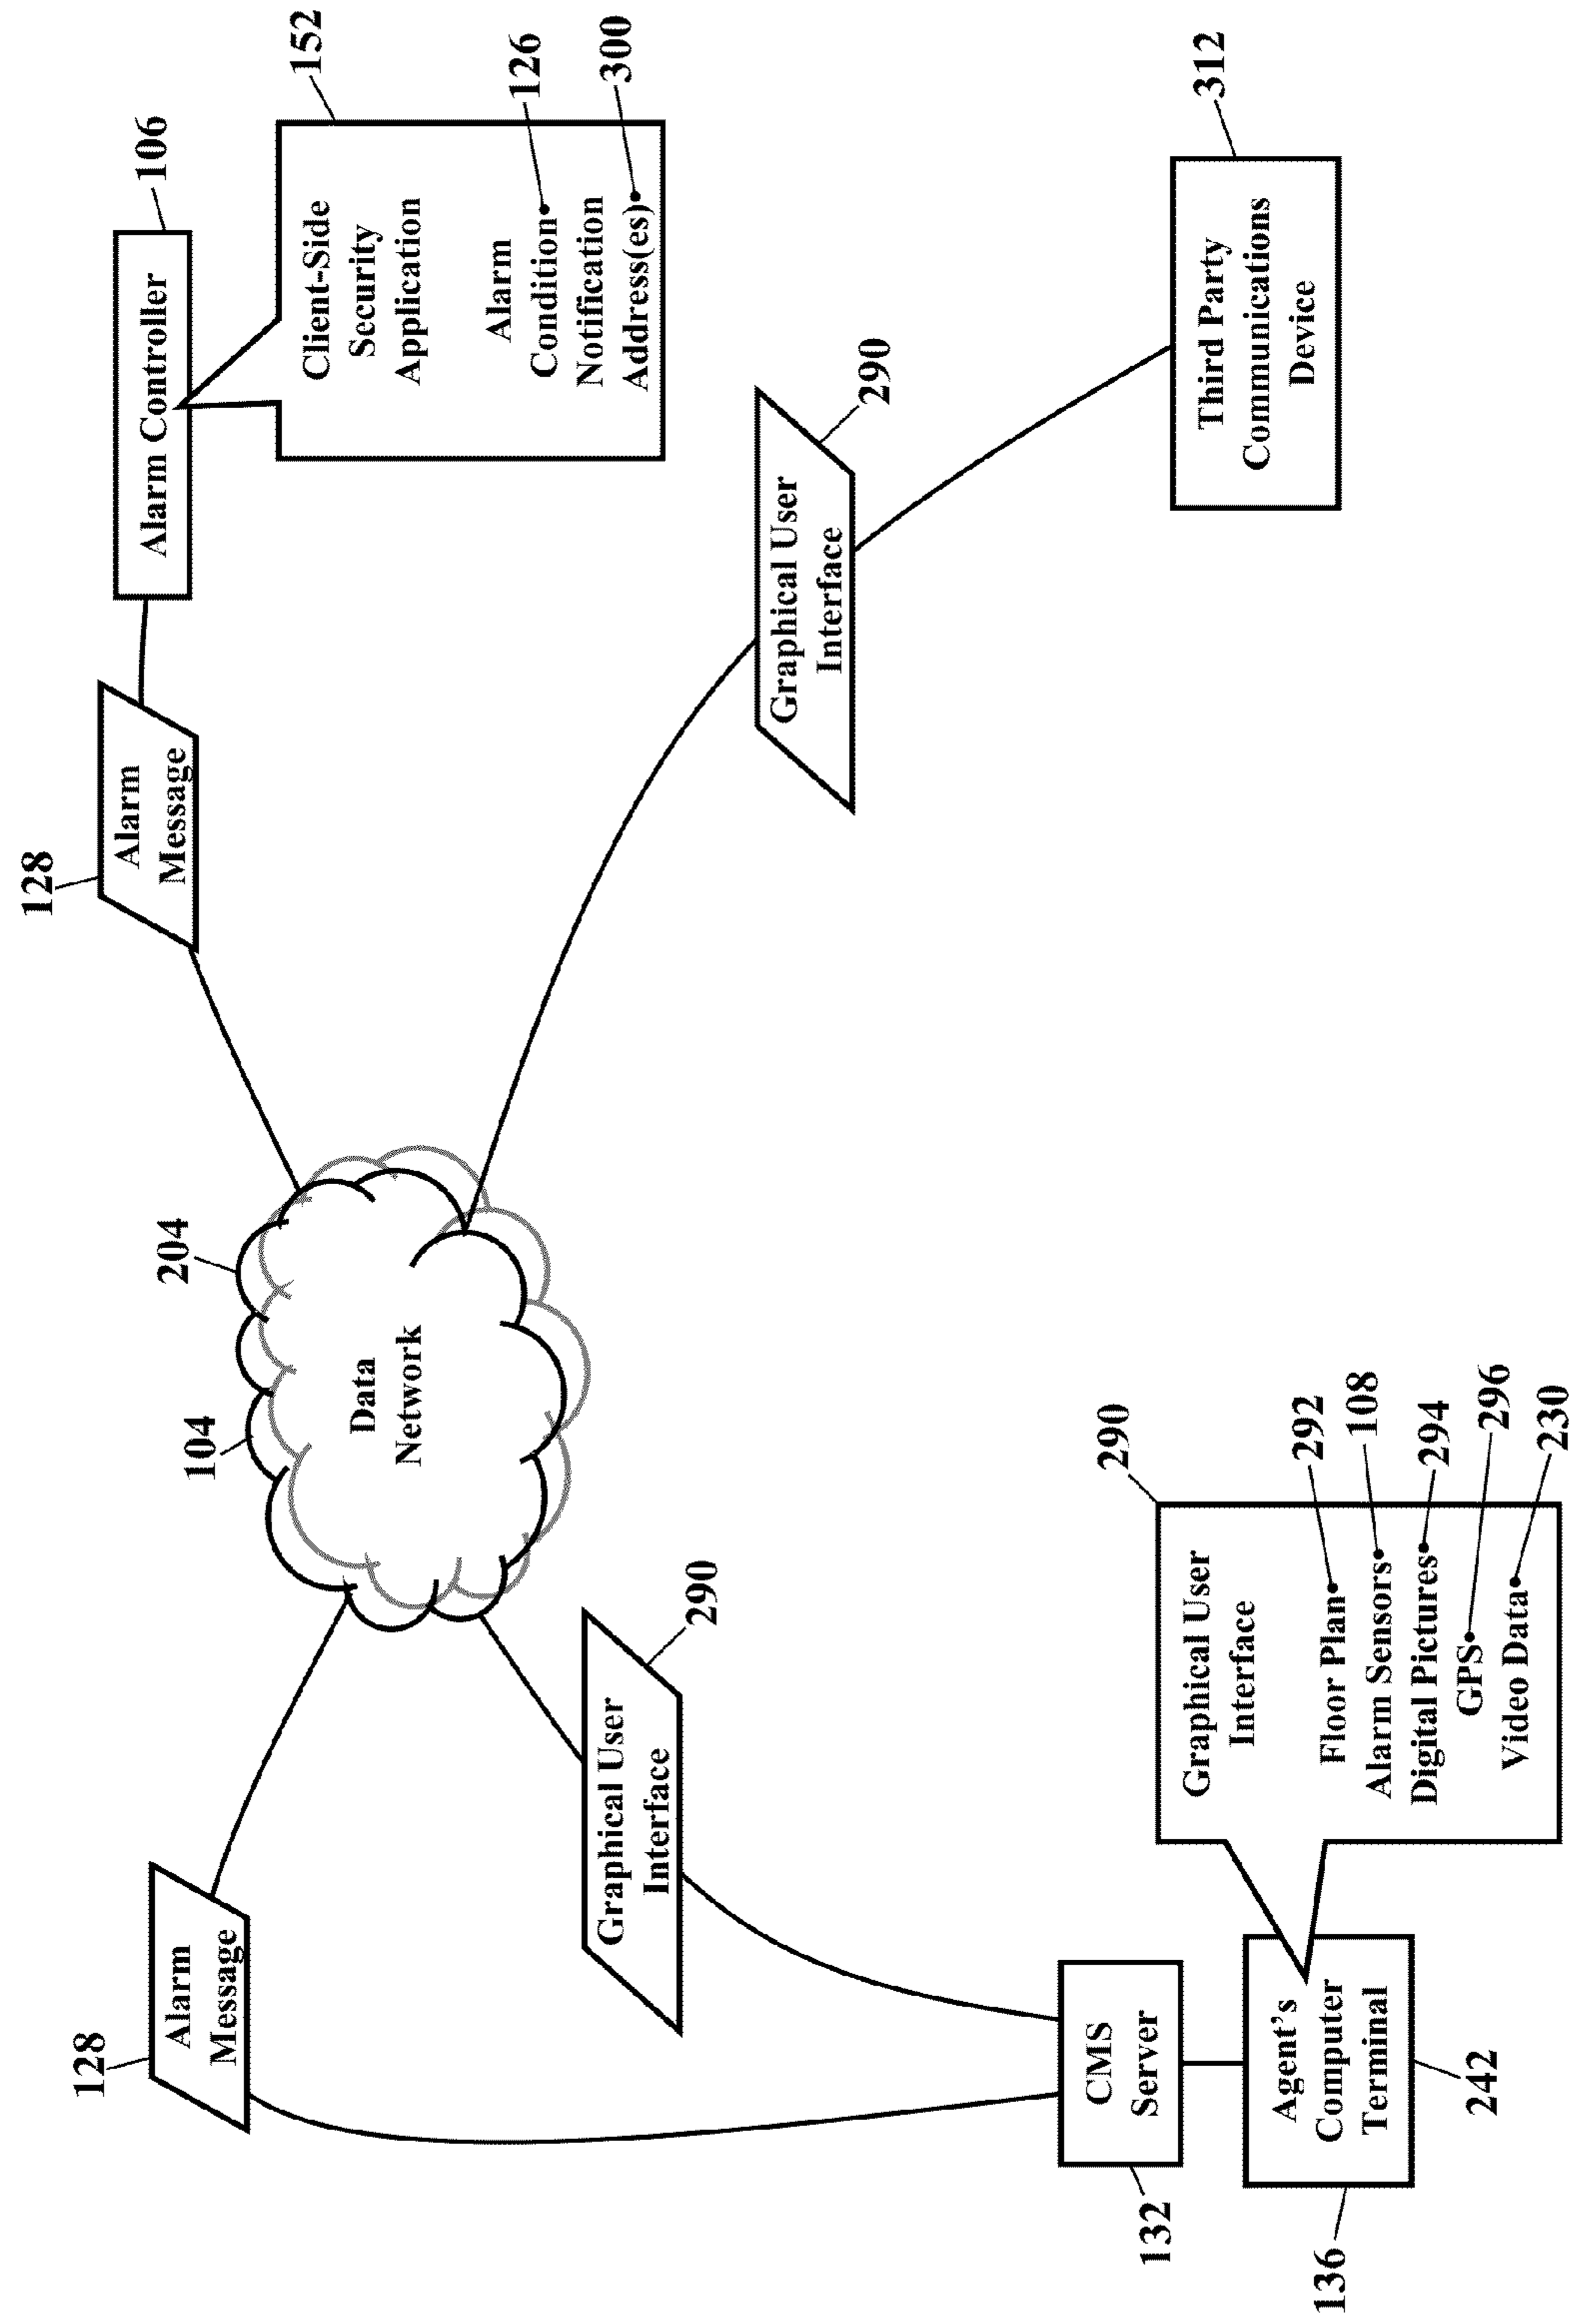 128
Alarm
Message
104
204
Data
Network
128
Alarm
Message
Alarm Controller
106
152
Client-Side
Security
Application
Alarm
Condition
126
Notification
Address(es)
300
Graphical User
Interface
290
Graphical User
Interface
290
132
CMS
Server
136
Agent's
Computer
Terminal
242
290
Graphical User
Interface
Floor Plan
292
Alarm Sensors
108
Digital Pictures
294
GPS
296
Video Data
230
Third Party
Communications
Device
312